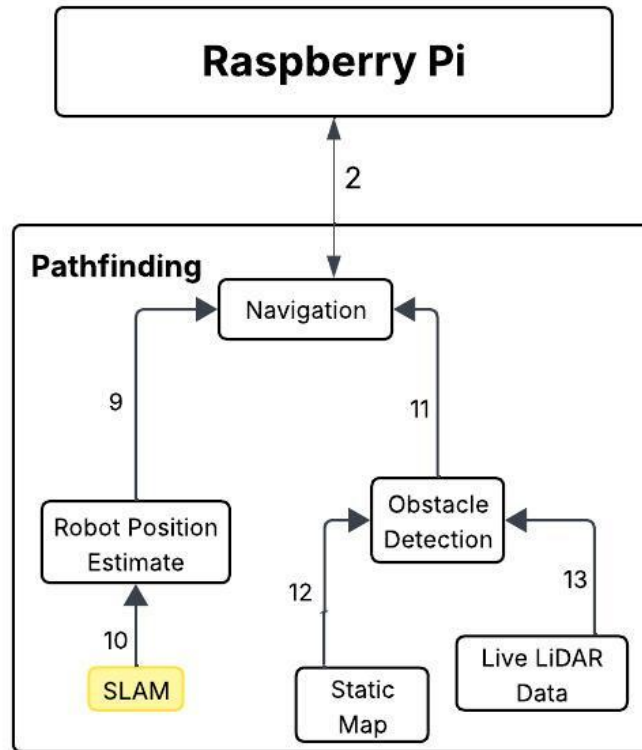 Raspberry Pi
2
Pathfinding
Navigation
9
11
Robot Position
Estimate
Obstacle
Detection
12
13
10
SLAM
Static
Map
Live LiDAR
Data